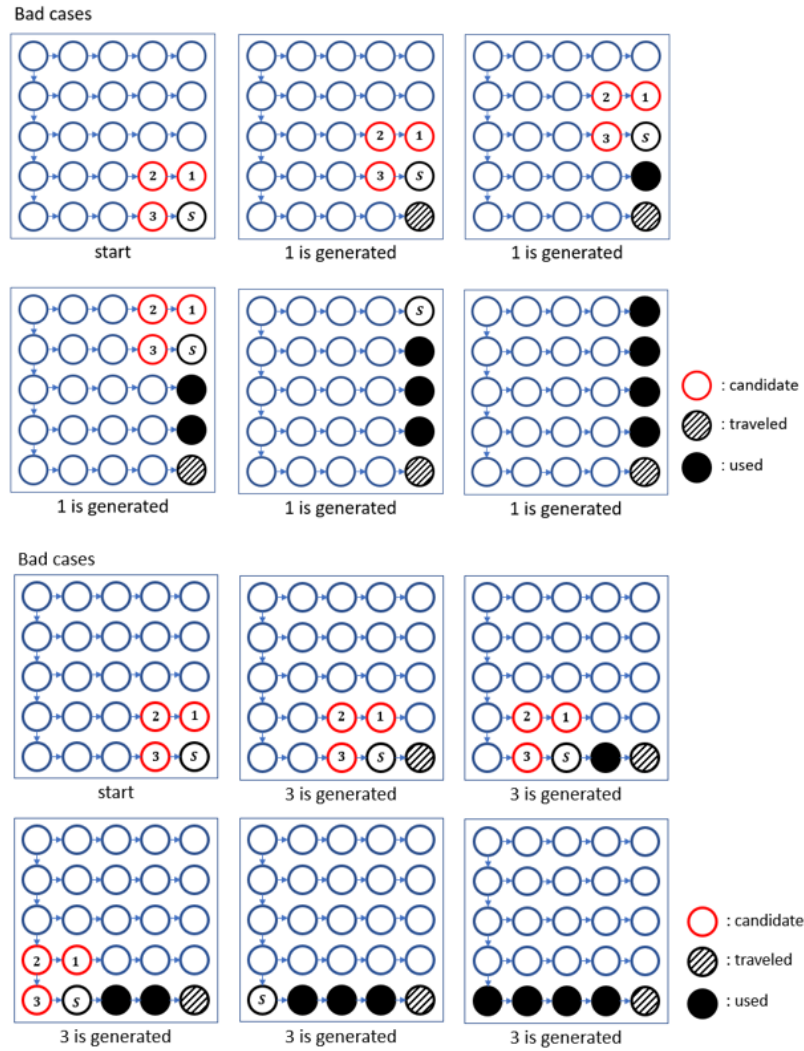 Bad cases
2 1
3 S
start
2 1
3 S
1 is generated
2 1
3 S
1 is generated
2 1
3 S
1 is generated
S
1 is generated
1 is generated
: candidate
: traveled
: used
Bad cases
2 1
3 S
start
2 1
3 S
3 is generated
2 1
3 S
3 is generated
2 1
3 S
3 is generated
S
3 is generated
3 is generated
: candidate
: traveled
: used